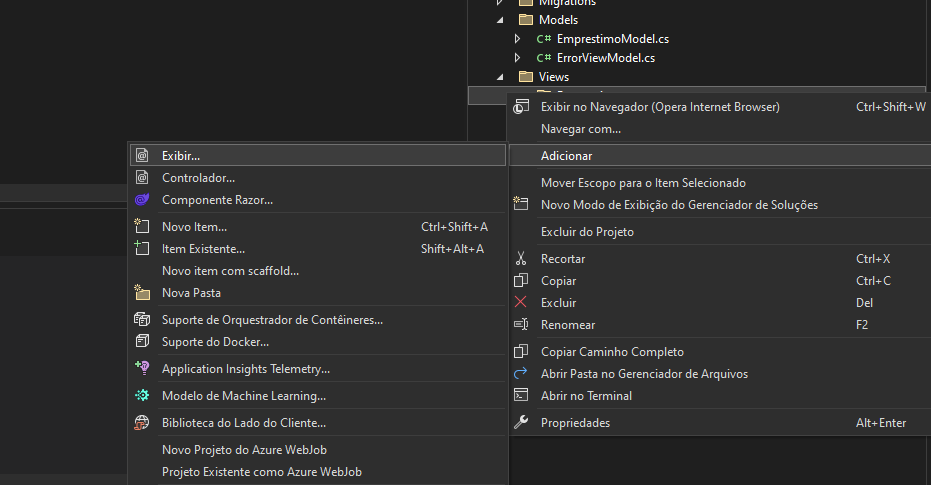 Migrations
Models
C# EmprestimoModel.cs
C# ErrorViewModel.cs
Views
Exibir no Navegador (Opera Internet Browser) Ctrl+Shift+W
Navegar com...
Adicionar
Mover Escopo para o Item Selecionado
Novo Modo de Exibição do Gerenciador de Soluções
Excluir do Projeto
Recortar Ctrl+X
Copiar Ctrl+C
Excluir Del
Renomear F2
Copiar Caminho Completo
Abrir Pasta no Gerenciador de Arquivos
Abrir no Terminal
Propriedades Alt+Enter
Exibir...
Controlador...
Componente Razor...
Novo Item... Ctrl+Shift+A
Item Existente... Shift+Alt+A
Novo item com scaffold...
Nova Pasta
Suporte de Orquestrador de Contêineres...
Suporte do Docker...
Application Insights Telemetry...
Modelo de Machine Learning...
Biblioteca do Lado do Cliente...
Novo Projeto do Azure WebJob
Projeto Existente como Azure WebJob